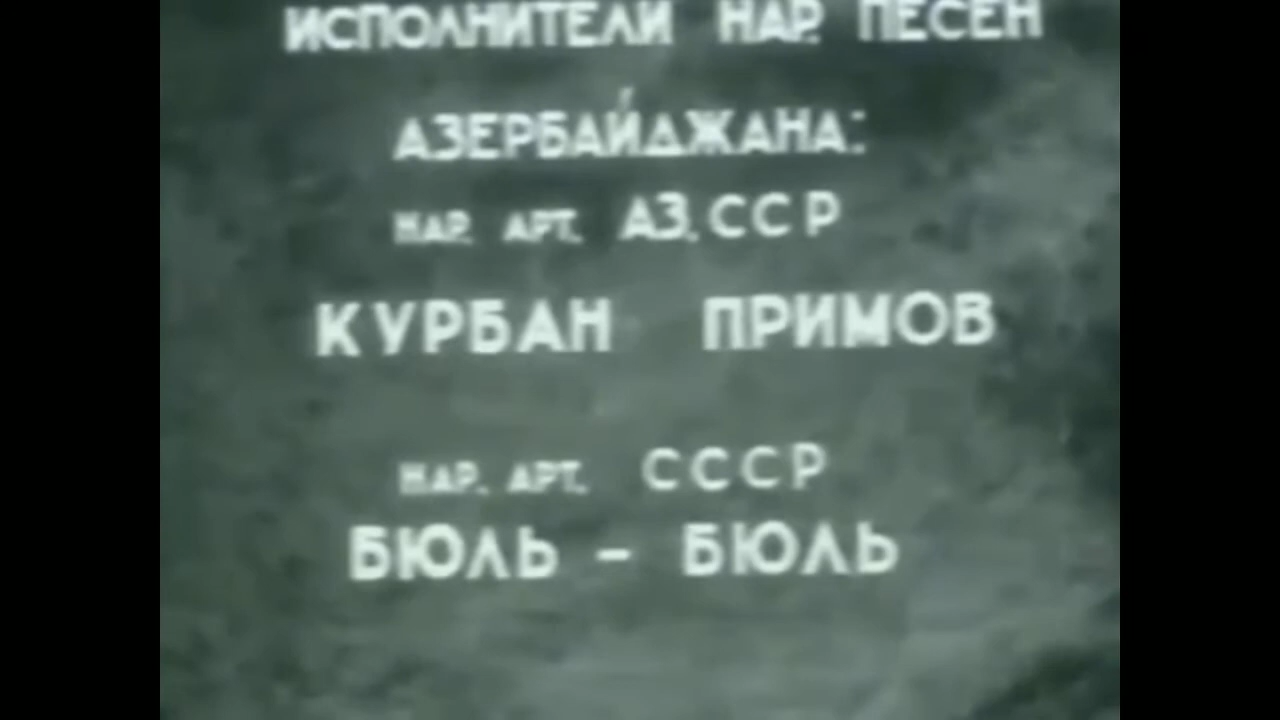 ИСПОЛНИТЕЛИ НАР. ПЕСЕН
АЗЕРБАЙДЖАНА:
НАР. АРТ. АЗ. ССР
КУРБАН ПРИМОВ
НАР. АРТ. СССР
БЮЛЬ – БЮЛЬ